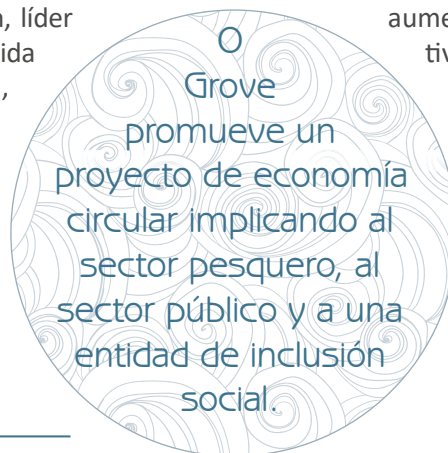 , líder
ida
,
aume
tiv
O
Grove
promueve un
proyecto de economía
circular implicando al
sector pesquero, al
sector público y a una
entidad de inclusión
social.